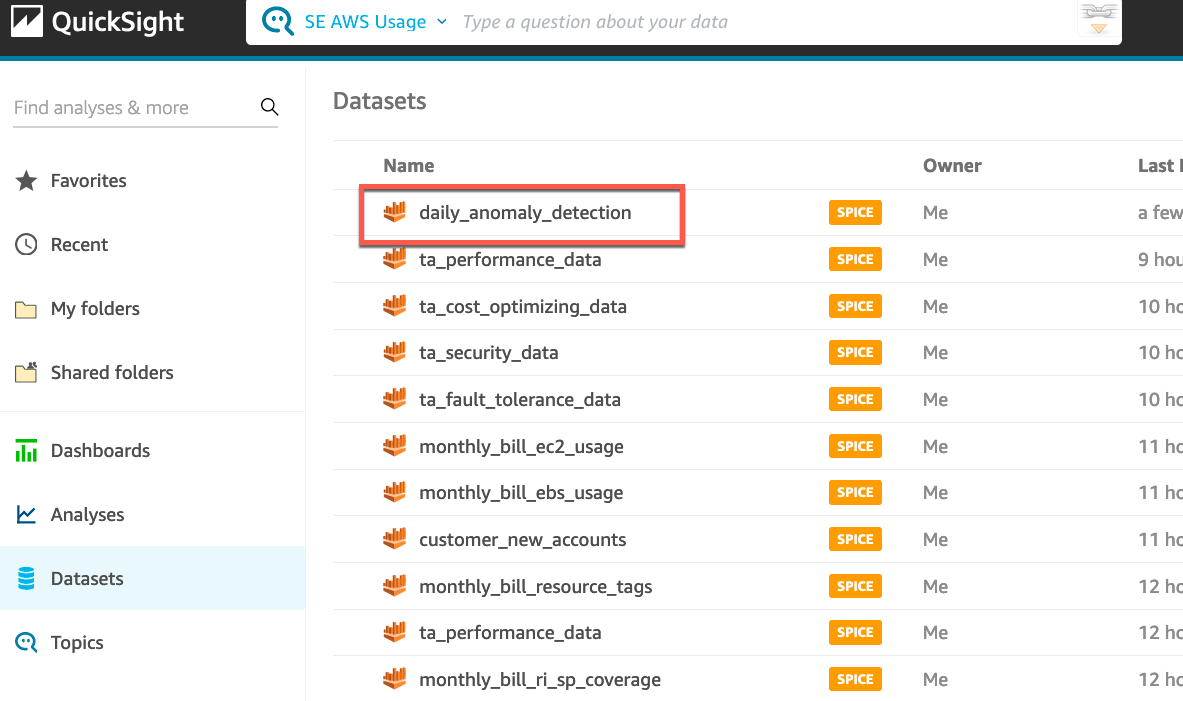 QuickSight
SE AWS Usage Type a question about your data
Find analyses & more
Favorites
Recent
My folders
Shared folders
Dashboards
Analyses
Datasets
Topics
Datasets
Name Owner Last
daily_anomaly_detection SPICE Me a few
ta_performance_data SPICE Me 9 hou
ta_cost_optimizing_data SPICE Me 10 ho
ta_security_data SPICE Me 10 ho
ta_fault_tolerance_data SPICE Me 10 ho
monthly_bill_ec2_usage SPICE Me 11 ho
monthly_bill_ebs_usage SPICE Me 11 ho
customer_new_accounts SPICE Me 11 ho
monthly_bill_resource_tags SPICE Me 12 ho
ta_performance_data SPICE Me 12 ho
monthly_bill_ri_sp_coverage SPICE Me 12 ho